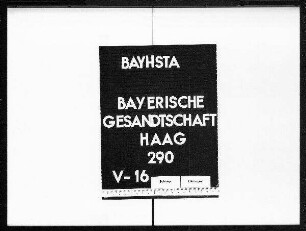 BAYHSTA
BAYERISCHE
GESANDTSCHAFT
HAAG
290
V-16